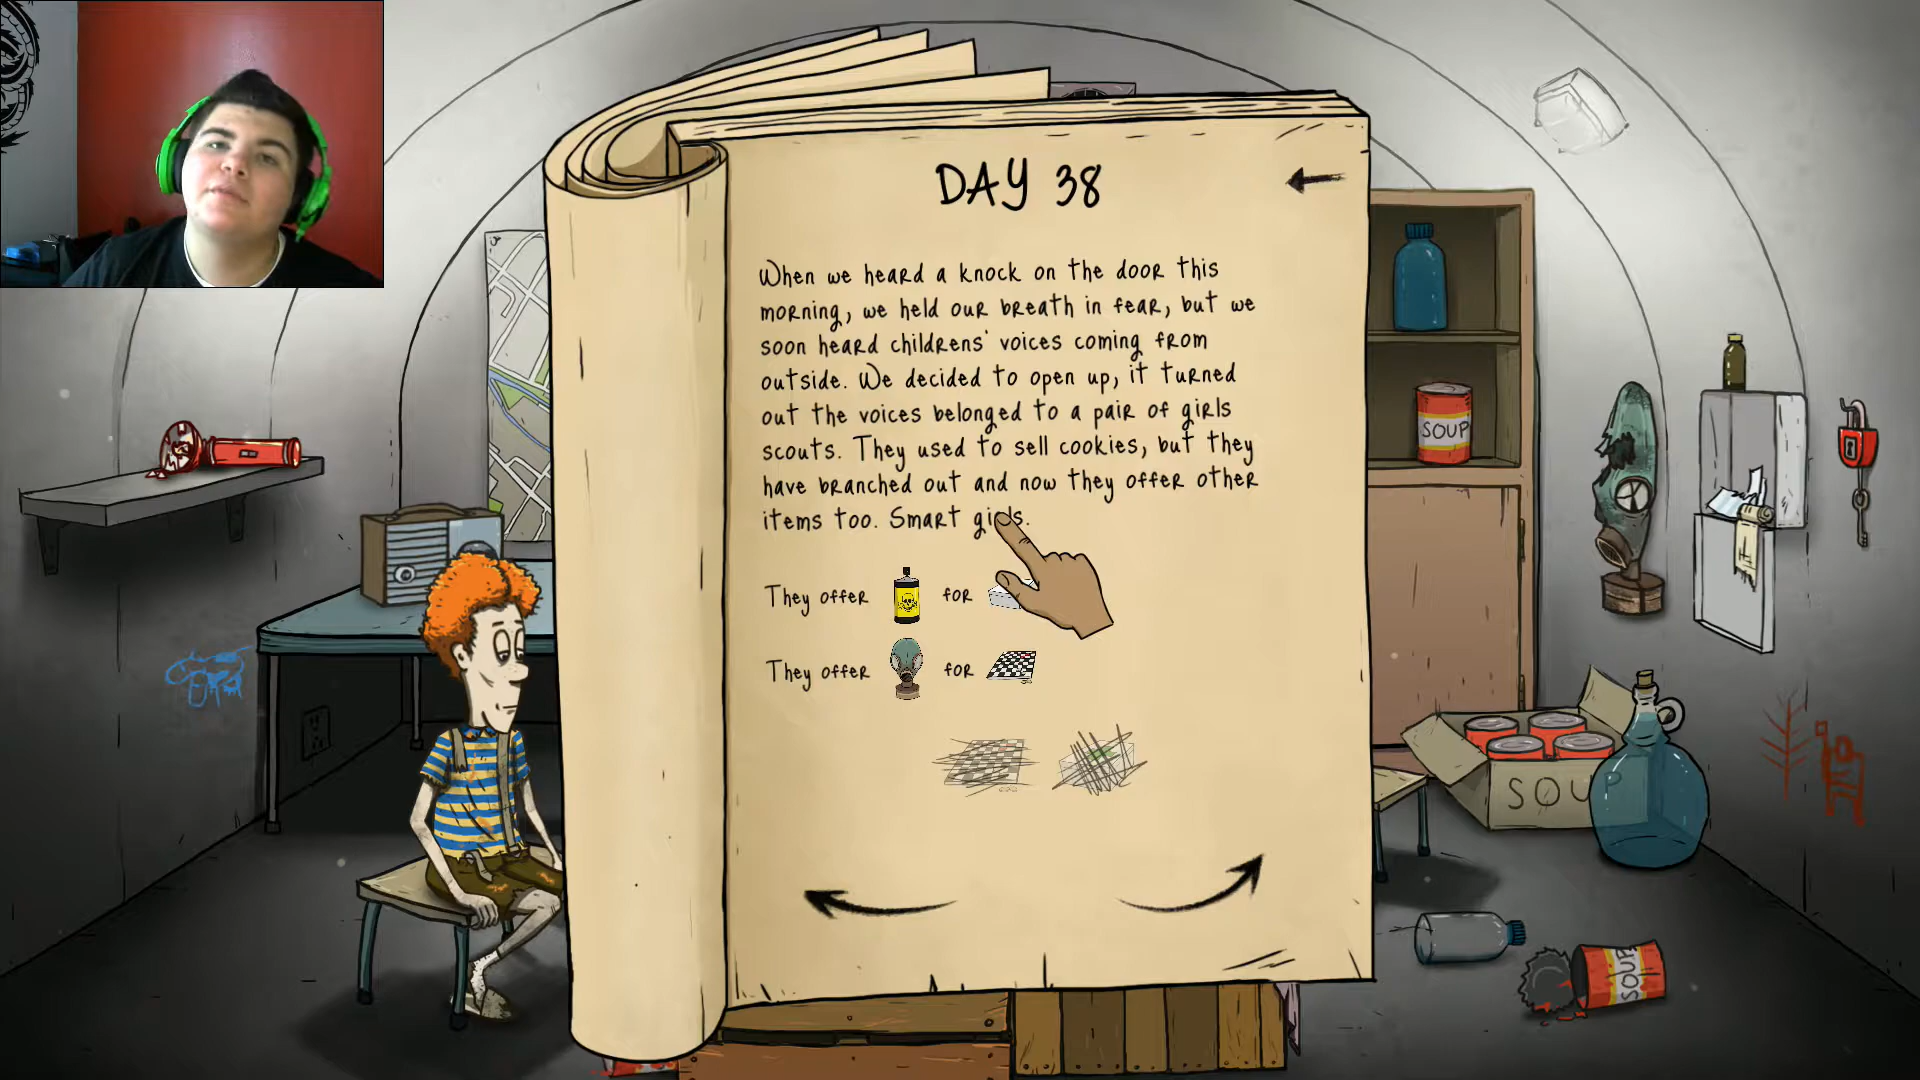 DAY 38
When we heard a knock on the door this
morning, we held our breath in fear, but we
soon heard childrens' voices coming from
outside. We decided to open up, it turned
out the voices belonged to a pair of girls
scouts. They used to sell cookies, but they
have branched out and now they offer other
items too. Smart girls.
They offer for
They offer for
SOUP
SOUP
SOUP